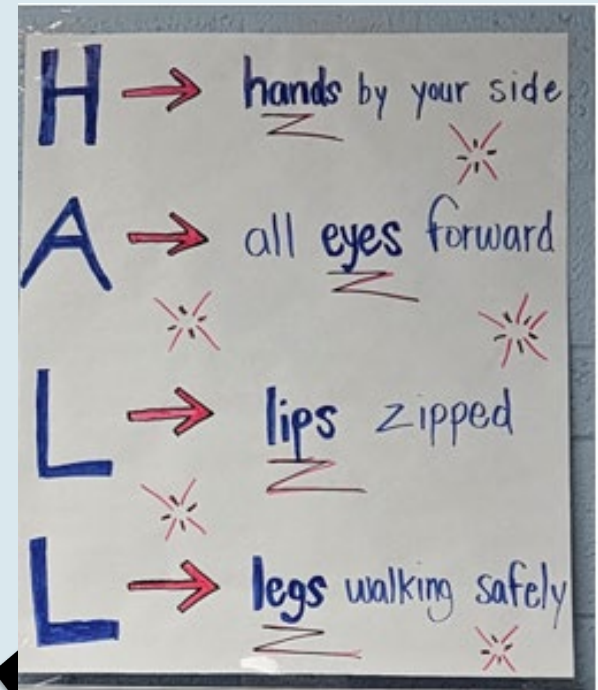 H → hands by your side
A → all eyes forward
L → lips zipped
L → legs walking safely